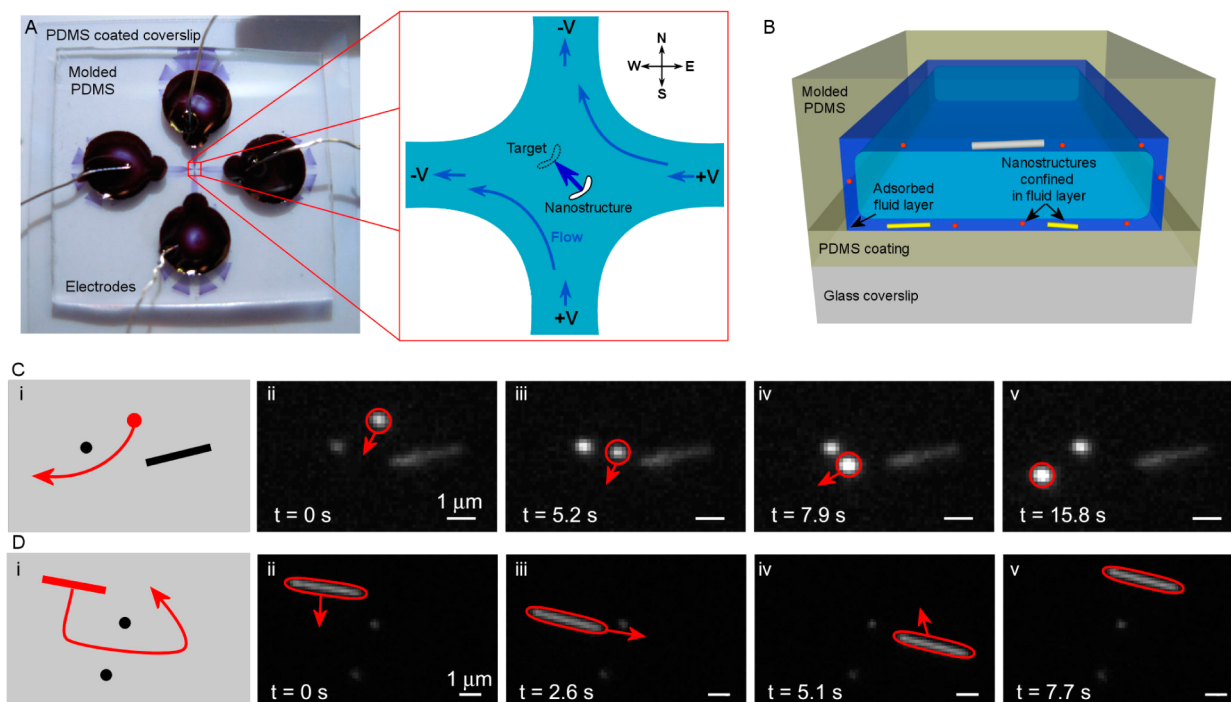 A
PDMS coated coverslip
Molded
PDMS
Electrodes
-V
N
W
E
S
Target
-V
+V
Nanostructure
Flow
+V
B
Molded
PDMS
Nanostructures
confined
in fluid layer
Adsorbed
fluid layer
PDMS coating
Glass coverslip
C
i
ii
t = 0 s
1 μm
iii
t = 5.2 s
iv
t = 7.9 s
v
t = 15.8 s
D
i
ii
t = 0 s
1 μm
iii
t = 2.6 s
iv
t = 5.1 s
v
t = 7.7 s